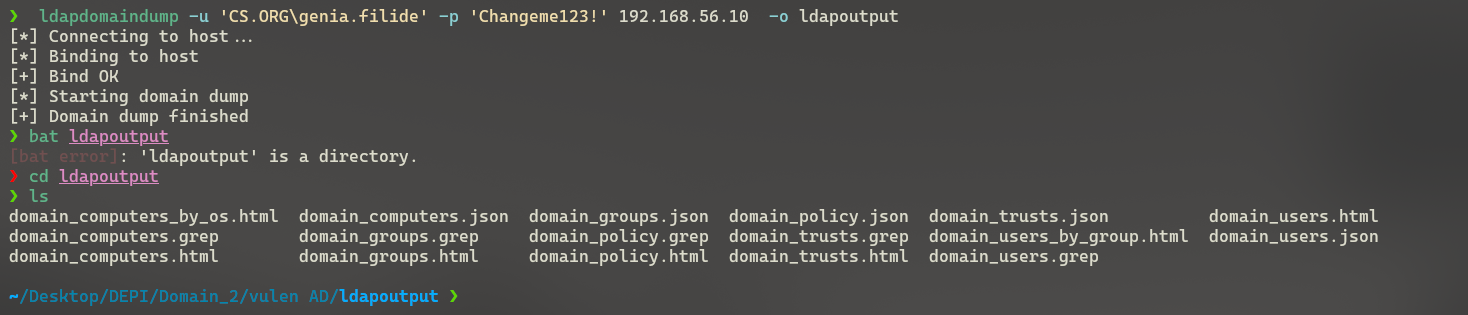 ❯ ldapdomaindump -u 'CS.ORG\genia.filide' -p 'Changeme123!' 192.168.56.10  -o ldapoutput
[*] Connecting to host...
[*] Binding to host
[+] Bind OK
[*] Starting domain dump
[+] Domain dump finished
❯ bat ldapoutput
[bat error]: 'ldapoutput' is a directory.
❯ cd ldapoutput
❯ ls
domain_computers_by_os.html  domain_computers.json  domain_groups.json  domain_policy.json  domain_trusts.json          domain_users.html
domain_computers.grep        domain_groups.grep     domain_policy.grep  domain_trusts.grep  domain_users_by_group.html  domain_users.json
domain_computers.html        domain_groups.html     domain_policy.html  domain_trusts.html  domain_users.grep
~/Desktop/DEPI/Domain_2/vulen AD/ldapoutput ❯